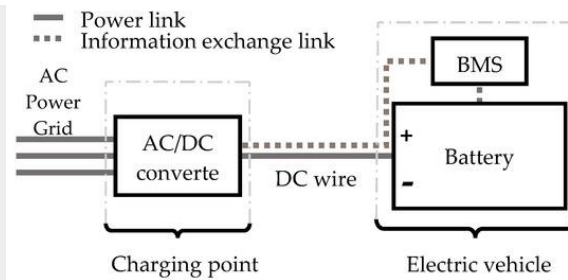 Power link
Information exchange link
AC
Power
Grid
AC/DC
converte
DC wire
BMS
+
Battery
-
Charging point
Electric vehicle